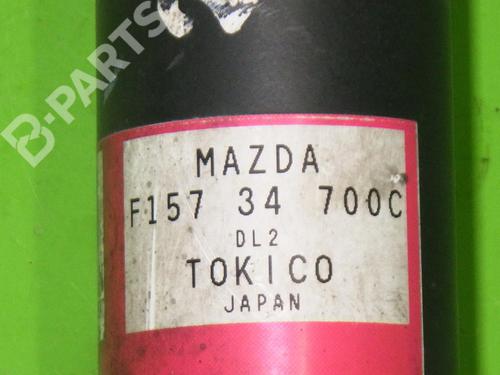 B-PARTS
MAZDA
F157 34 700C
DL2
TOKICO
JAPAN